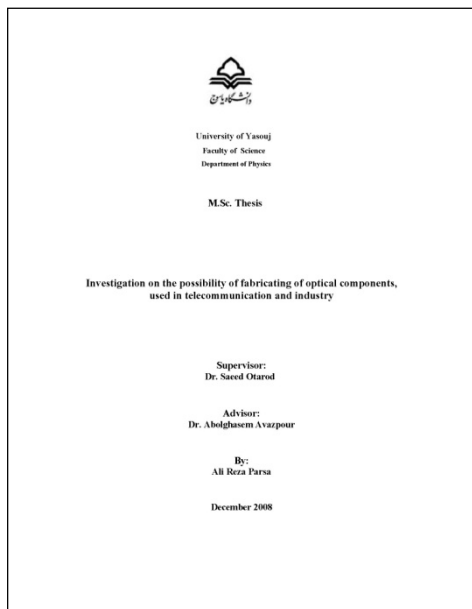 دانشگاه یاسوج
University of Yasouj
Faculty of Science
Department of Physics
M.Sc. Thesis
Investigation on the possibility of fabricating of optical components,
used in telecommunication and industry
Supervisor:
Dr. Saeed Otarod
Advisor:
Dr. Abolghasem Avazpour
By:
Ali Reza Parsa
December 2008